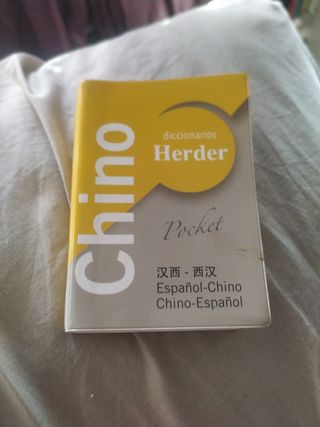 Chino
diccionarios
Herder
Pocket
汉西 - 西汉
Español-Chino
Chino-Español